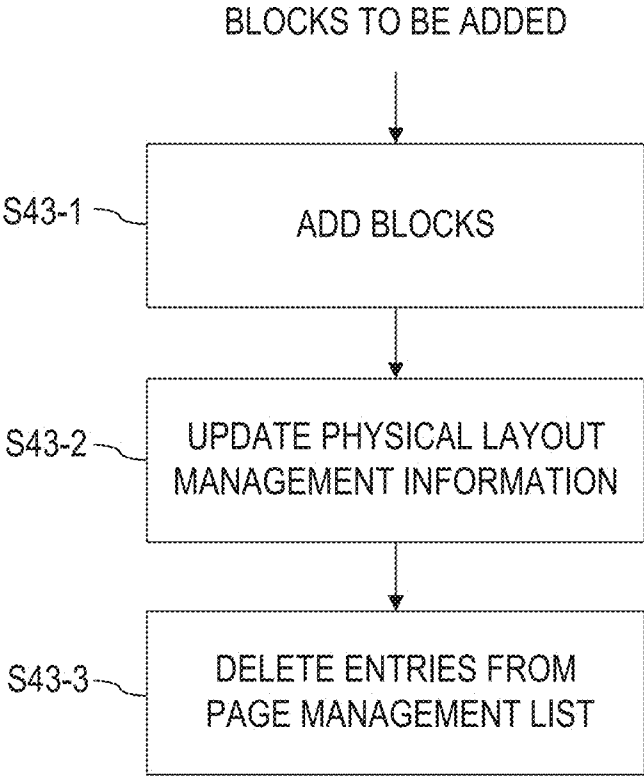 BLOCKS TO BE ADDED
S43-1
ADD BLOCKS
S43-2
UPDATE PHYSICAL LAYOUT
MANAGEMENT INFORMATION
S43-3
DELETE ENTRIES FROM
PAGE MANAGEMENT LIST